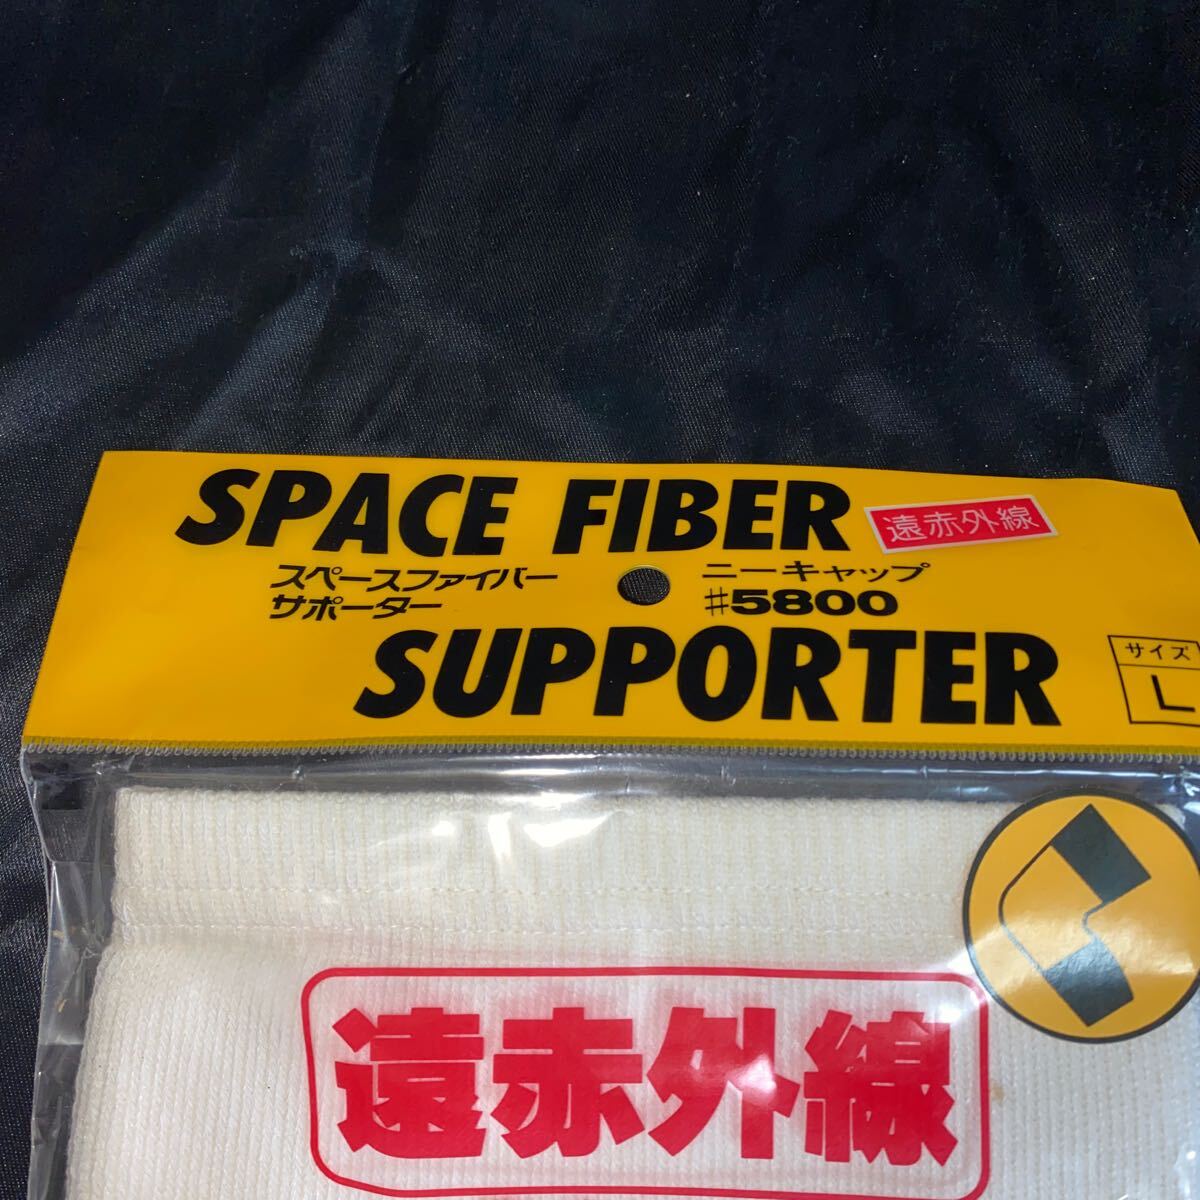 SPACE FIBER 遠赤外線
スペースファイバー ニーキャップ
サポーター #5800
SUPPORTER
サイズ
L
遠赤外線